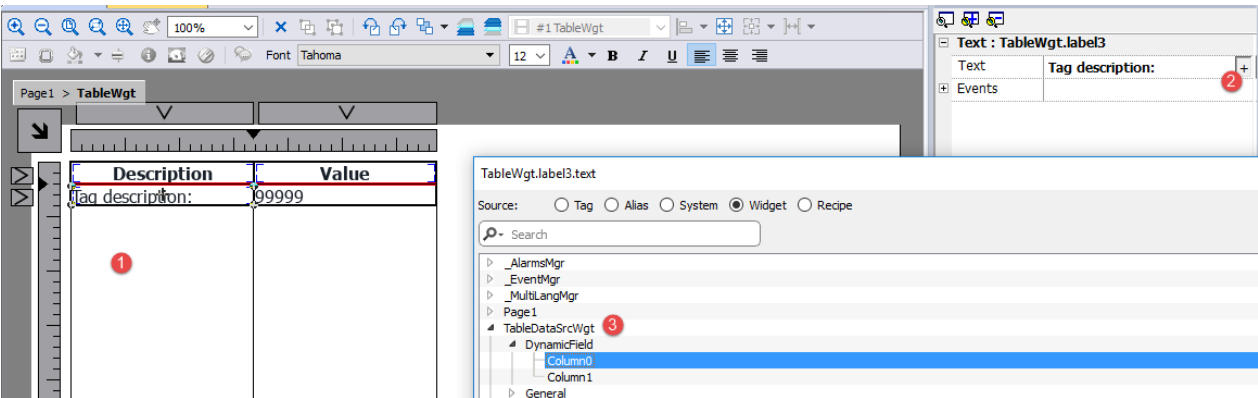 100%
#1 TableWgt
Font Tahoma
12
A
B I U
Page1 > TableWgt
Description Value
Tag description: 99999
1
Text : TableWgt.label3
Text Tag description: +
2
Events
TableWgt.label3.text
Source: Tag Alias System Widget Recipe
Search
_AlarmsMgr
_EventMgr
_MultiLangMgr
Page1
TableDataSrcWgt 3
DynamicField
Column0
Column1
General